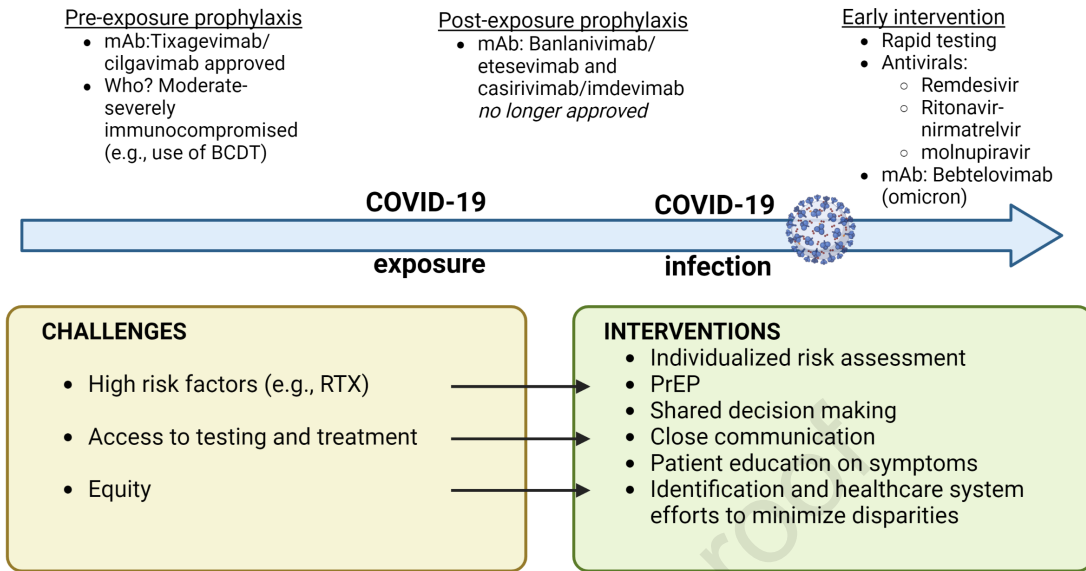 Pre-exposure prophylaxis
• mAb:Tixagevimab/
cilgavimab approved
• Who? Moderate-
severely
immunocompromised
(e.g., use of BCDT)
Post-exposure prophylaxis
• mAb: Banlanivimab/
etesevimab and
casirivimab/imdevimab
no longer approved
Early intervention
• Rapid testing
• Antivirals:
○ Remdesivir
○ Ritonavir-
nirmatrelvir
○ molnupiravir
• mAb: Bebtelovimab
(omicron)
COVID-19
exposure
COVID-19
infection
CHALLENGES
• High risk factors (e.g., RTX)
• Access to testing and treatment
• Equity
INTERVENTIONS
• Individualized risk assessment
• PrEP
• Shared decision making
• Close communication
• Patient education on symptoms
• Identification and healthcare system
efforts to minimize disparities
roof